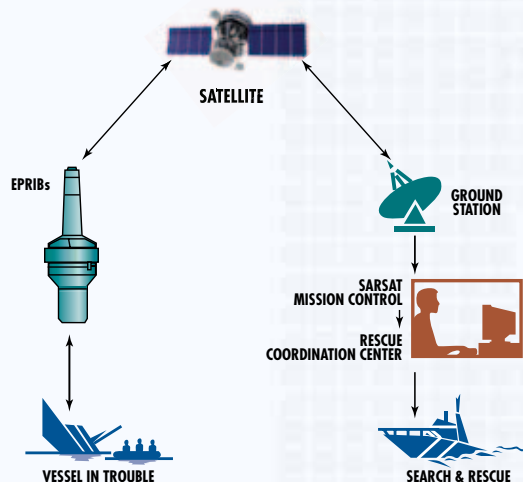 SATELLITE
EPRIBs
GROUND
STATION
SARSAT
MISSION CONTROL
RESCUE
COORDINATION CENTER
VESSEL IN TROUBLE
SEARCH & RESCUE